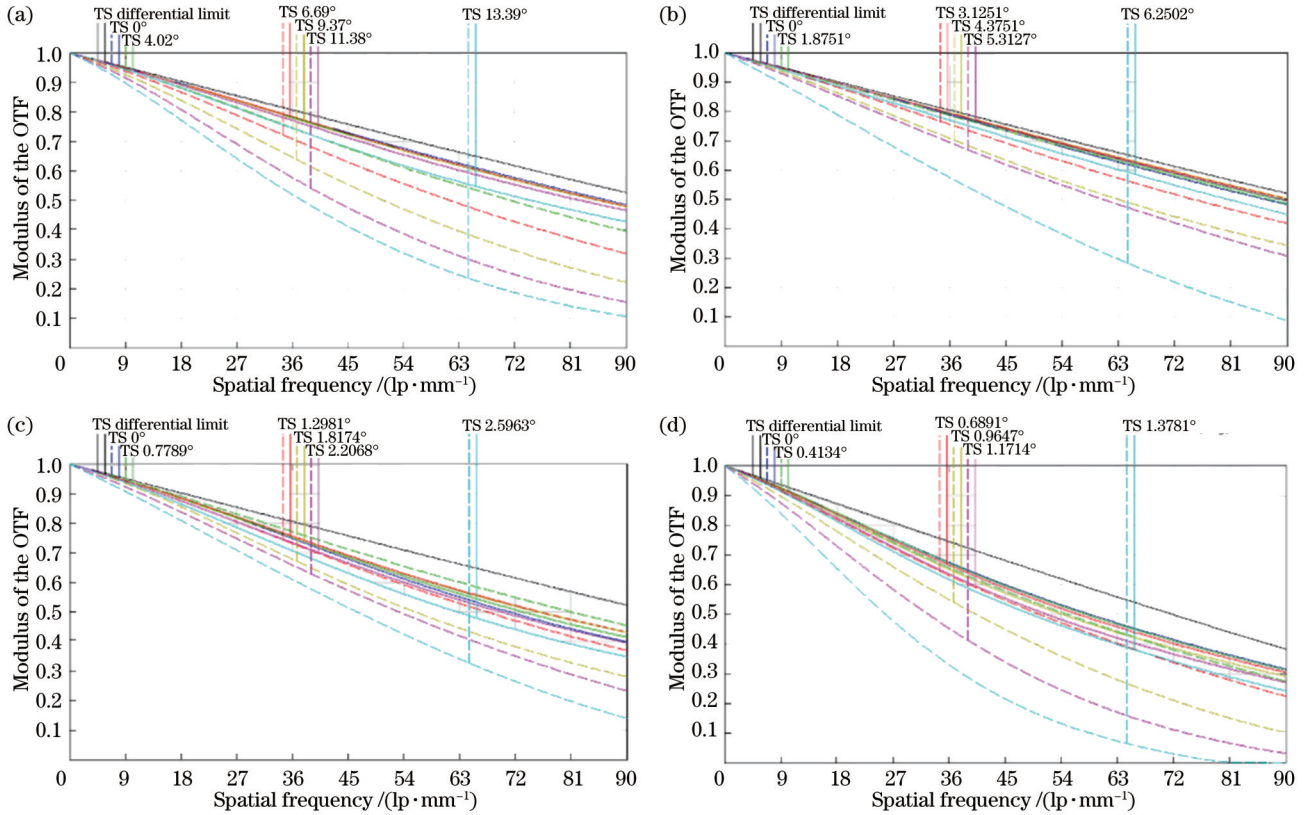 (a)
TS differential limit
TS 0°
TS 4.02°
TS 6.69°
TS 9.37°
TS 11.38°
TS 13.39°
Modulus of the OTF
1.0
0.9
0.8
0.7
0.6
0.5
0.4
0.3
0.2
0.1
0 9 18 27 36 45 54 63 72 81 90
Spatial frequency /(lp·mm⁻¹)
(b)
TS differential limit
TS 0°
TS 1.8751°
TS 3.1251°
TS 4.3751°
TS 5.3127°
TS 6.2502°
Modulus of the OTF
1.0
0.9
0.8
0.7
0.6
0.5
0.4
0.3
0.2
0.1
0 9 18 27 36 45 54 63 72 81 90
Spatial frequency /(lp·mm⁻¹)
(c)
TS differential limit
TS 0°
TS 0.7789°
TS 1.2981°
TS 1.8174°
TS 2.2068°
TS 2.5963°
Modulus of the OTF
1.0
0.9
0.8
0.7
0.6
0.5
0.4
0.3
0.2
0.1
0 9 18 27 36 45 54 63 72 81 90
Spatial frequency /(lp·mm⁻¹)
(d)
TS differential limit
TS 0°
TS 0.4134°
TS 0.6891°
TS 0.9647°
TS 1.1714°
TS 1.3781°
Modulus of the OTF
1.0
0.9
0.8
0.7
0.6
0.5
0.4
0.3
0.2
0.1
0 9 18 27 36 45 54 63 72 81 90
Spatial frequency /(lp·mm⁻¹)